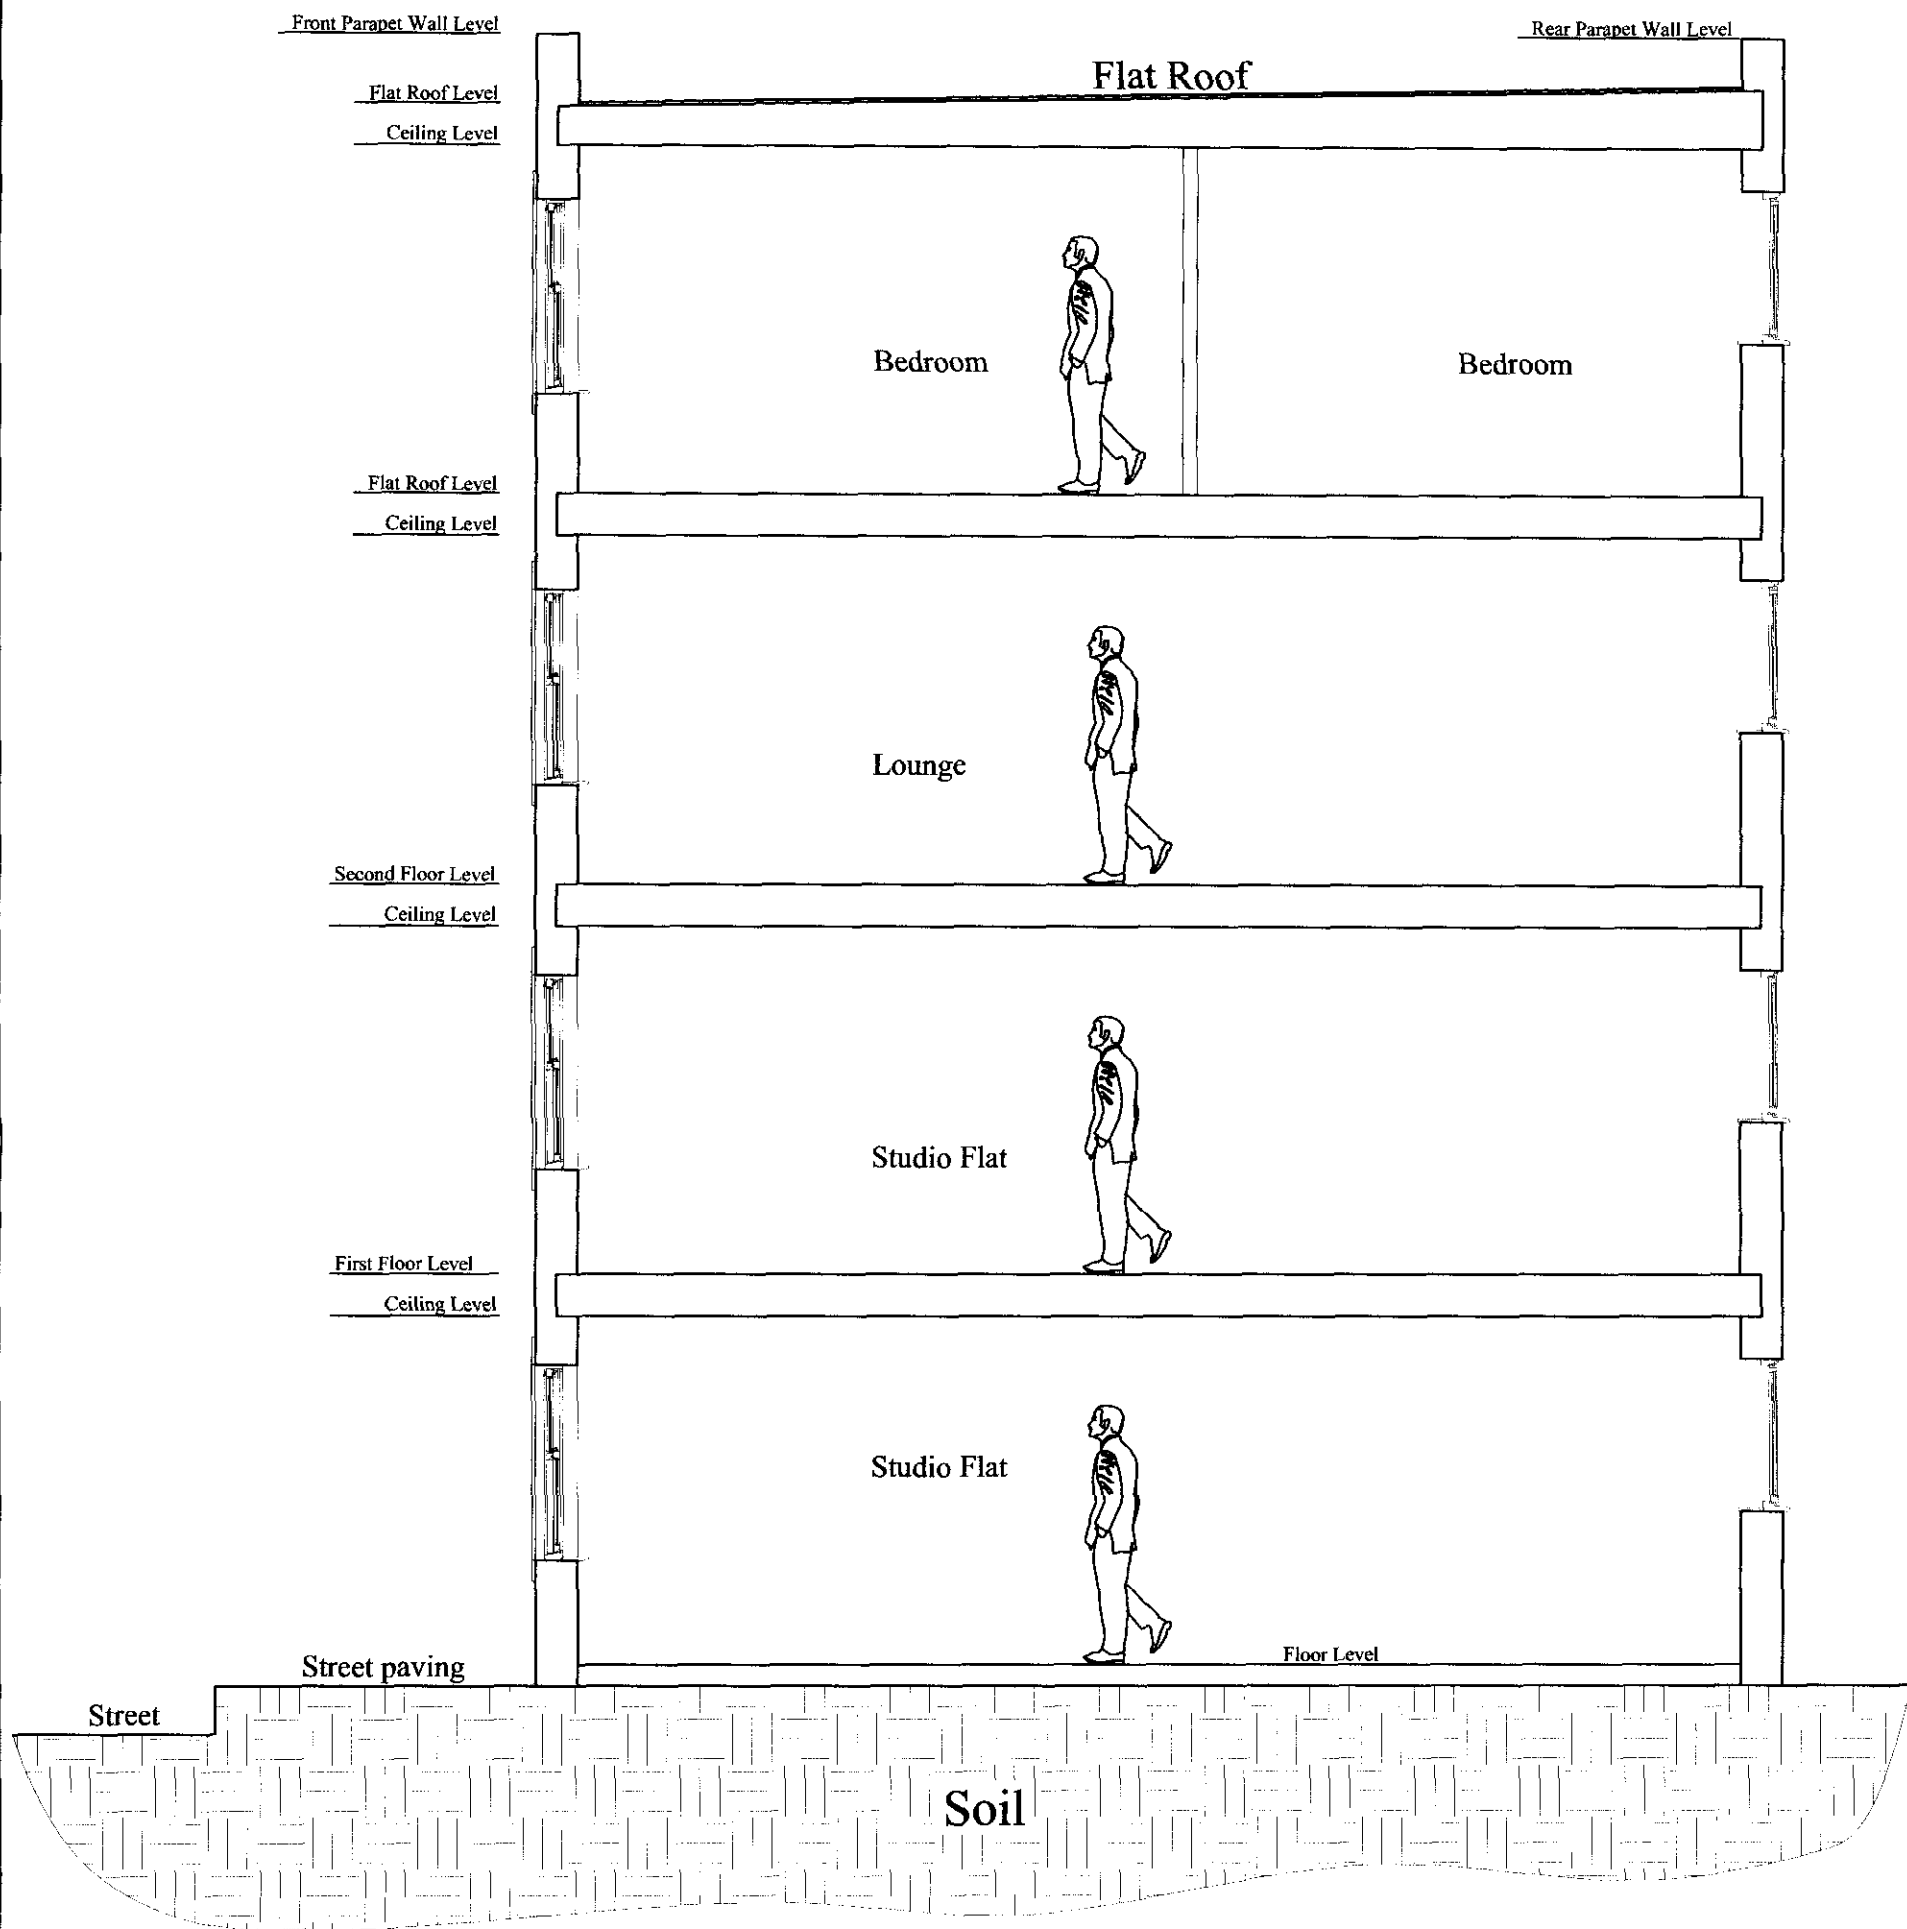 Front Parapet Wall Level
Rear Parapet Wall Level
Flat Roof
Flat Roof Level
Ceiling Level
Bedroom
Bedroom
Flat Roof Level
Ceiling Level
Lounge
Second Floor Level
Ceiling Level
Studio Flat
First Floor Level
Ceiling Level
Studio Flat
Floor Level
Street paving
Street
Soil